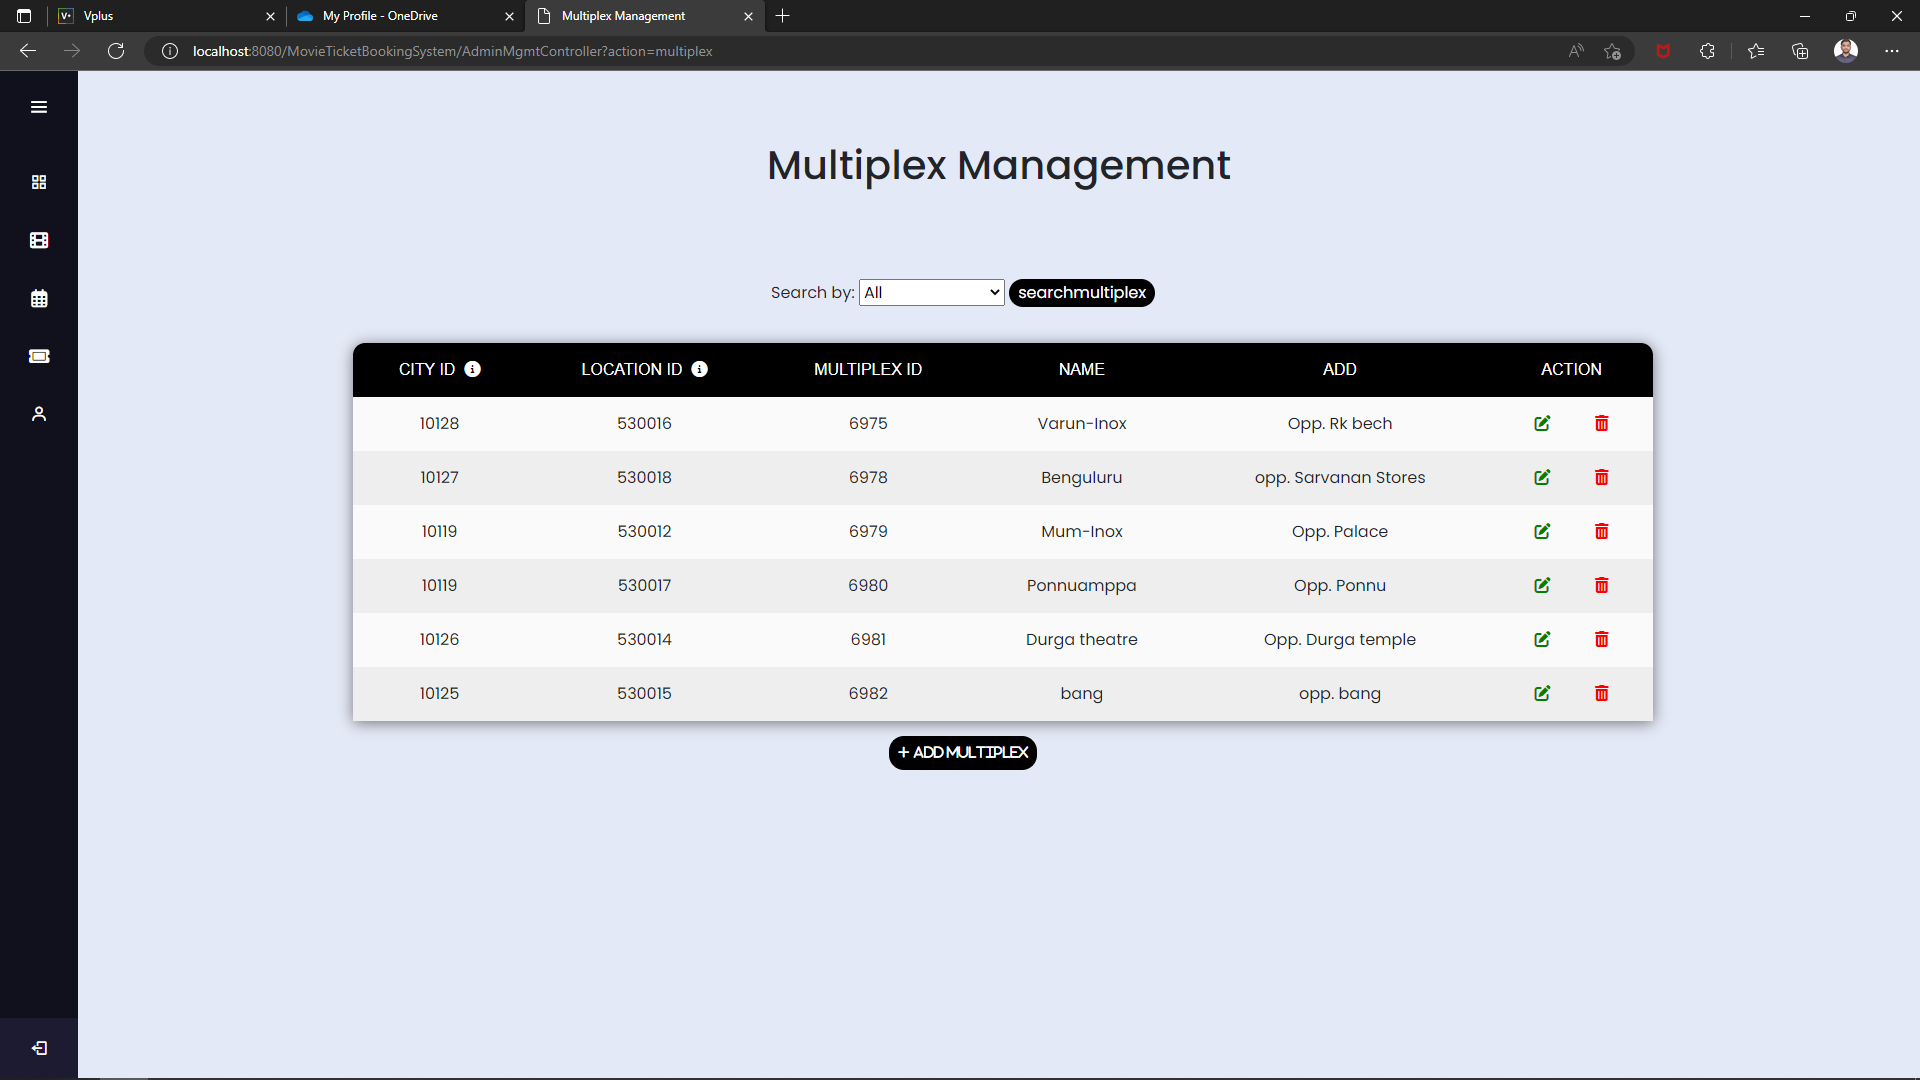 Vplus
My Profile - OneDrive
Multiplex Management
localhost:8080/MovieTicketBookingSystem/AdminMgmtController?action=multiplex
Multiplex Management
Search by: All searchmultiplex
CITY ID LOCATION ID MULTIPLEX ID NAME ADD ACTION
10128 530016 6975 Varun-Inox Opp. Rk bech
10127 530018 6978 Benguluru opp. Sarvanan Stores
10119 530012 6979 Mum-Inox Opp. Palace
10119 530017 6980 Ponnuamppa Opp. Ponnu
10126 530014 6981 Durga theatre Opp. Durga temple
10125 530015 6982 bang opp. bang
+ ADD MULTIPLEX